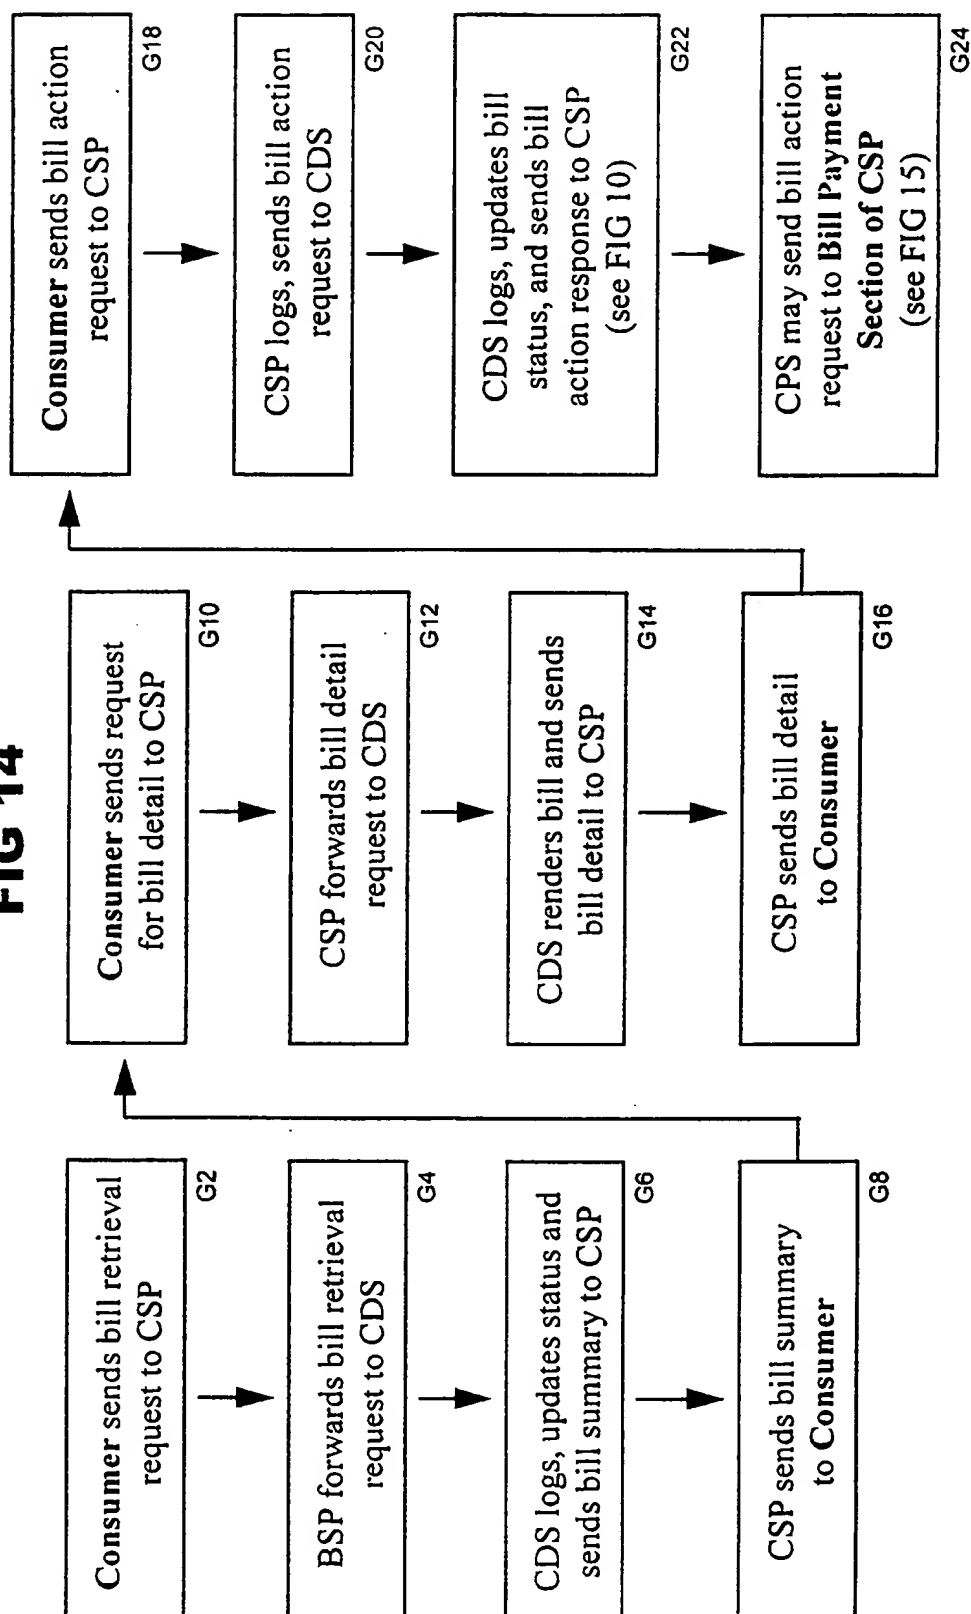 FIG 14
Consumer sends bill retrieval
request to CSP
G2
BSP forwards bill retrieval
request to CDS
G4
CDS logs, updates status and
sends bill summary to CSP
G6
CSP sends bill summary
to Consumer
G8
Consumer sends request
for bill detail to CSP
G10
CSP forwards bill detail
request to CDS
G12
CDS renders bill and sends
bill detail to CSP
G14
CSP sends bill detail
to Consumer
G16
Consumer sends bill action
request to CSP
G18
CSP logs, sends bill action
request to CDS
G20
CDS logs, updates bill
status, and sends bill
action response to CSP
(see FIG 10)
G22
CPS may send bill action
request to Bill Payment
Section of CSP
(see FIG 15)
G24